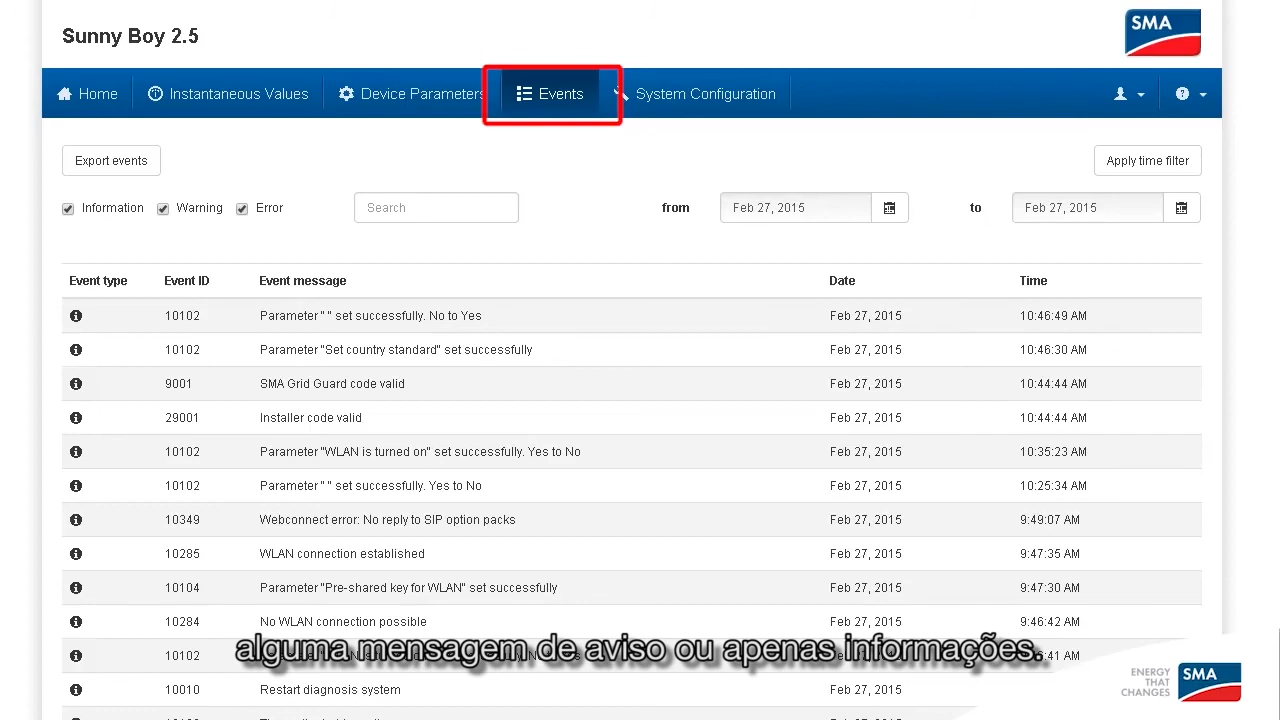 Sunny Boy 2.5
SMA
Home Instantaneous Values Device Parameters Events System Configuration
Export events Apply time filter
Information Warning Error Search from Feb 27, 2015 to Feb 27, 2015
Event type Event ID Event message Date Time
10102 Parameter " " set successfully. No to Yes Feb 27, 2015 10:46:49 AM
10102 Parameter "Set country standard" set successfully Feb 27, 2015 10:46:30 AM
9001 SMA Grid Guard code valid Feb 27, 2015 10:44:44 AM
29001 Installer code valid Feb 27, 2015 10:44:44 AM
10102 Parameter "WLAN is turned on" set successfully. Yes to No Feb 27, 2015 10:35:23 AM
10102 Parameter " " set successfully. Yes to No Feb 27, 2015 10:25:34 AM
10349 Webconnect error: No reply to SIP option packs Feb 27, 2015 9:49:07 AM
10285 WLAN connection established Feb 27, 2015 9:47:35 AM
10104 Parameter "Pre-shared key for WLAN" set successfully Feb 27, 2015 9:47:30 AM
10284 No WLAN connection possible Feb 27, 2015 9:46:42 AM
10102
alguma mensagem de aviso ou apenas informações.
10010 Restart diagnosis system Feb 27, 2015
ENERGY
THAT
CHANGES
SMA